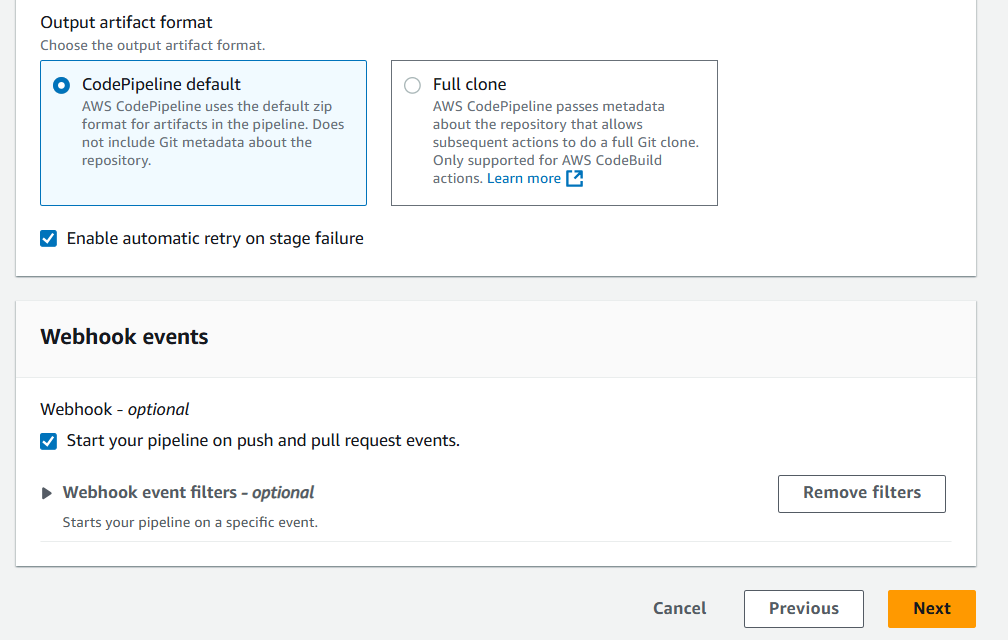 Output artifact format
Choose the output artifact format.
CodePipeline default
AWS CodePipeline uses the default zip
format for artifacts in the pipeline. Does
not include Git metadata about the
repository.
Full clone
AWS CodePipeline passes metadata
about the repository that allows
subsequent actions to do a full Git clone.
Only supported for AWS CodeBuild
actions. Learn more
Enable automatic retry on stage failure
Webhook events
Webhook - optional
Start your pipeline on push and pull request events.
Webhook event filters - optional
Remove filters
Starts your pipeline on a specific event.
Cancel
Previous
Next